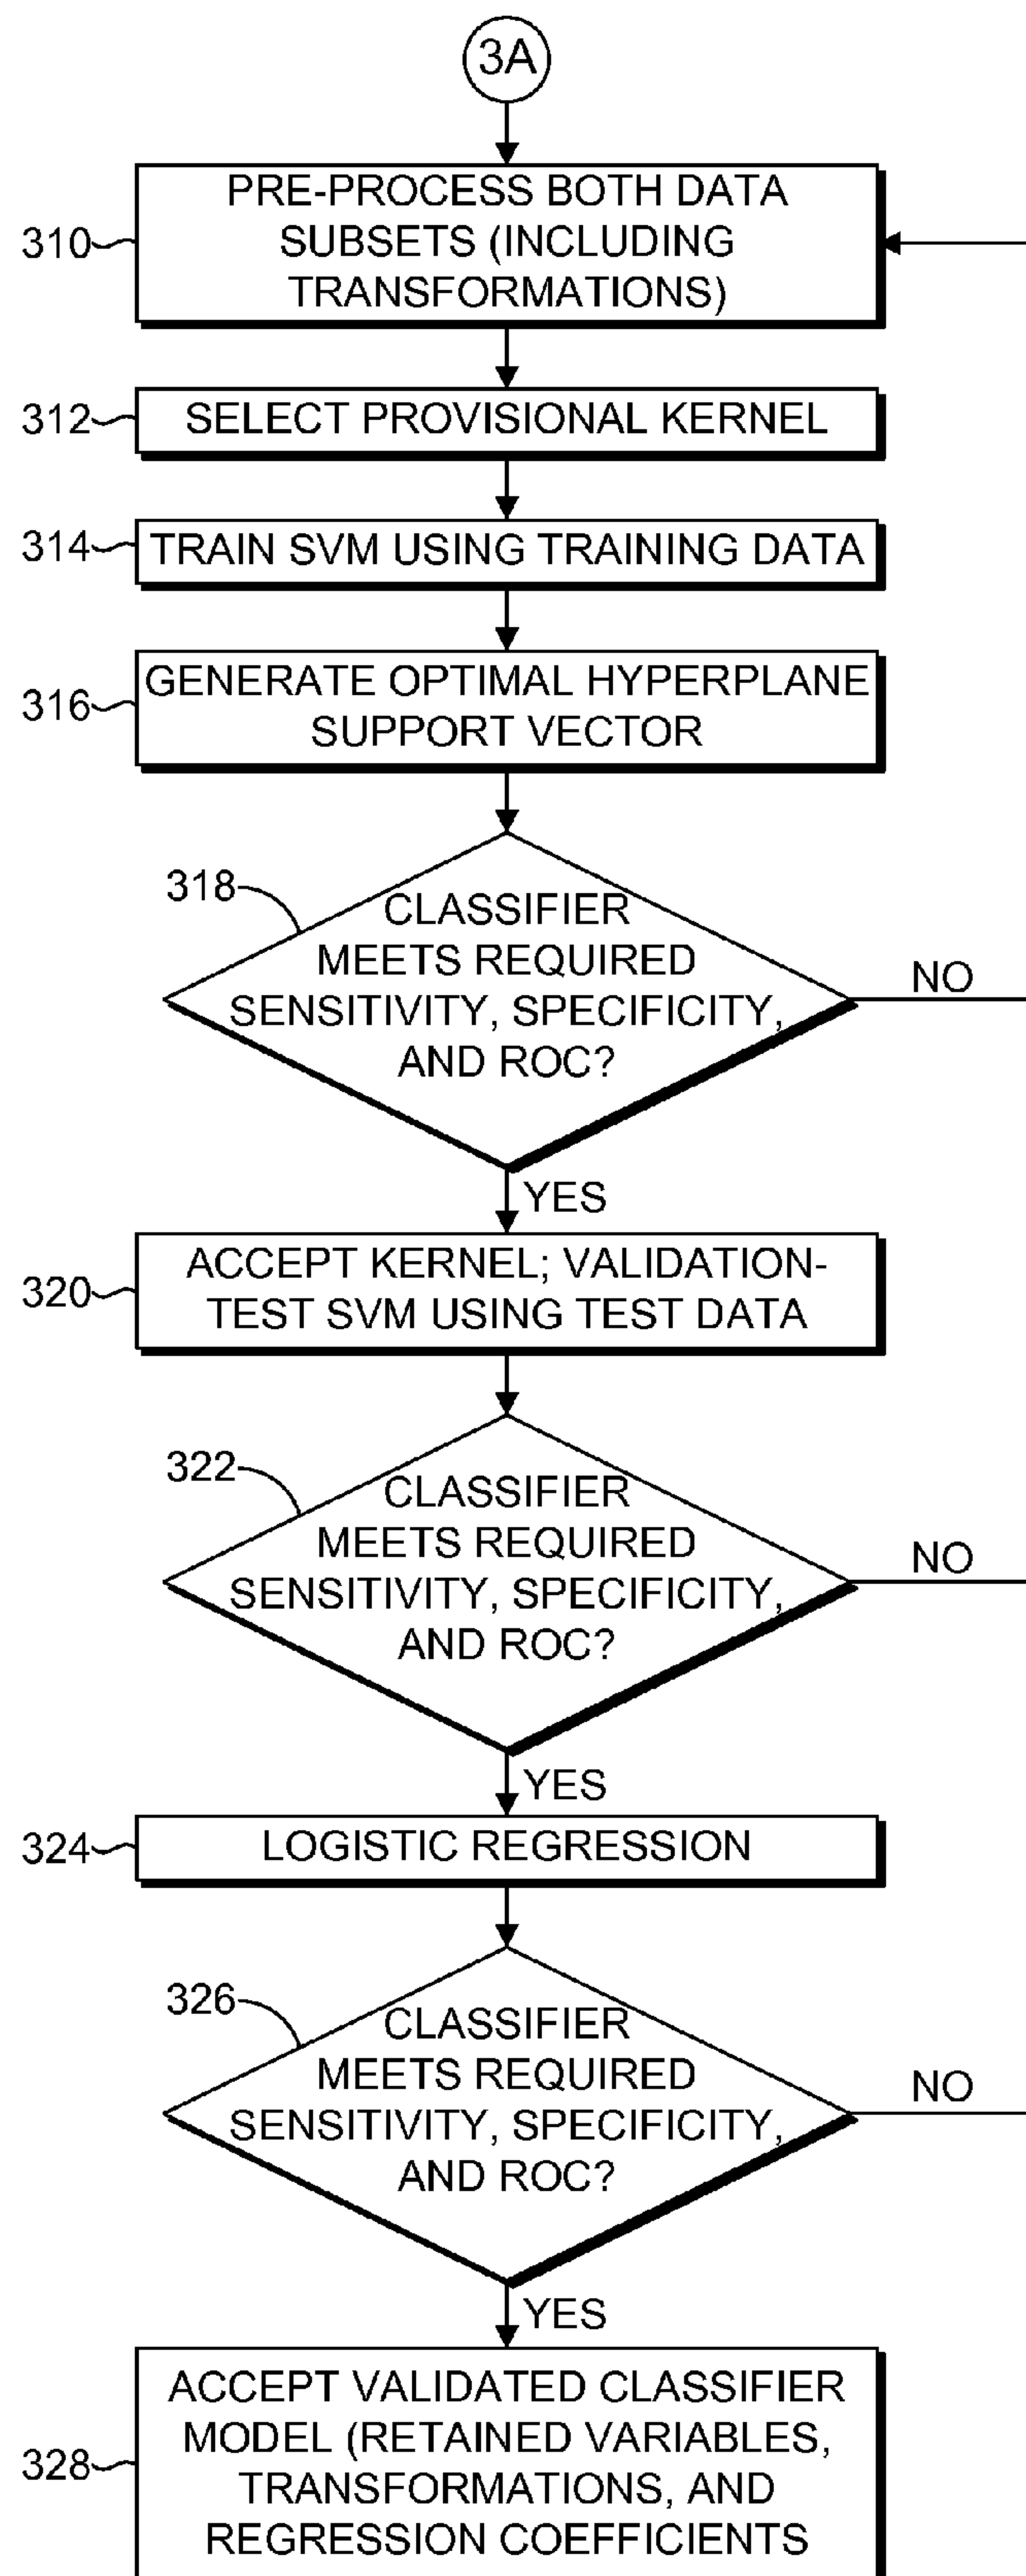 3A
PRE-PROCESS BOTH DATA
SUBSETS (INCLUDING
TRANSFORMATIONS)
310
SELECT PROVISIONAL KERNEL
312
TRAIN SVM USING TRAINING DATA
314
GENERATE OPTIMAL HYPERPLANE
SUPPORT VECTOR
316
318
CLASSIFIER
MEETS REQUIRED
SENSITIVITY, SPECIFICITY,
AND ROC?
NO
YES
ACCEPT KERNEL; VALIDATION-
TEST SVM USING TEST DATA
320
322
CLASSIFIER
MEETS REQUIRED
SENSITIVITY, SPECIFICITY,
AND ROC?
NO
YES
LOGISTIC REGRESSION
324
326
CLASSIFIER
MEETS REQUIRED
SENSITIVITY, SPECIFICITY,
AND ROC?
NO
YES
ACCEPT VALIDATED CLASSIFIER
MODEL (RETAINED VARIABLES,
TRANSFORMATIONS, AND
REGRESSION COEFFICIENTS
328